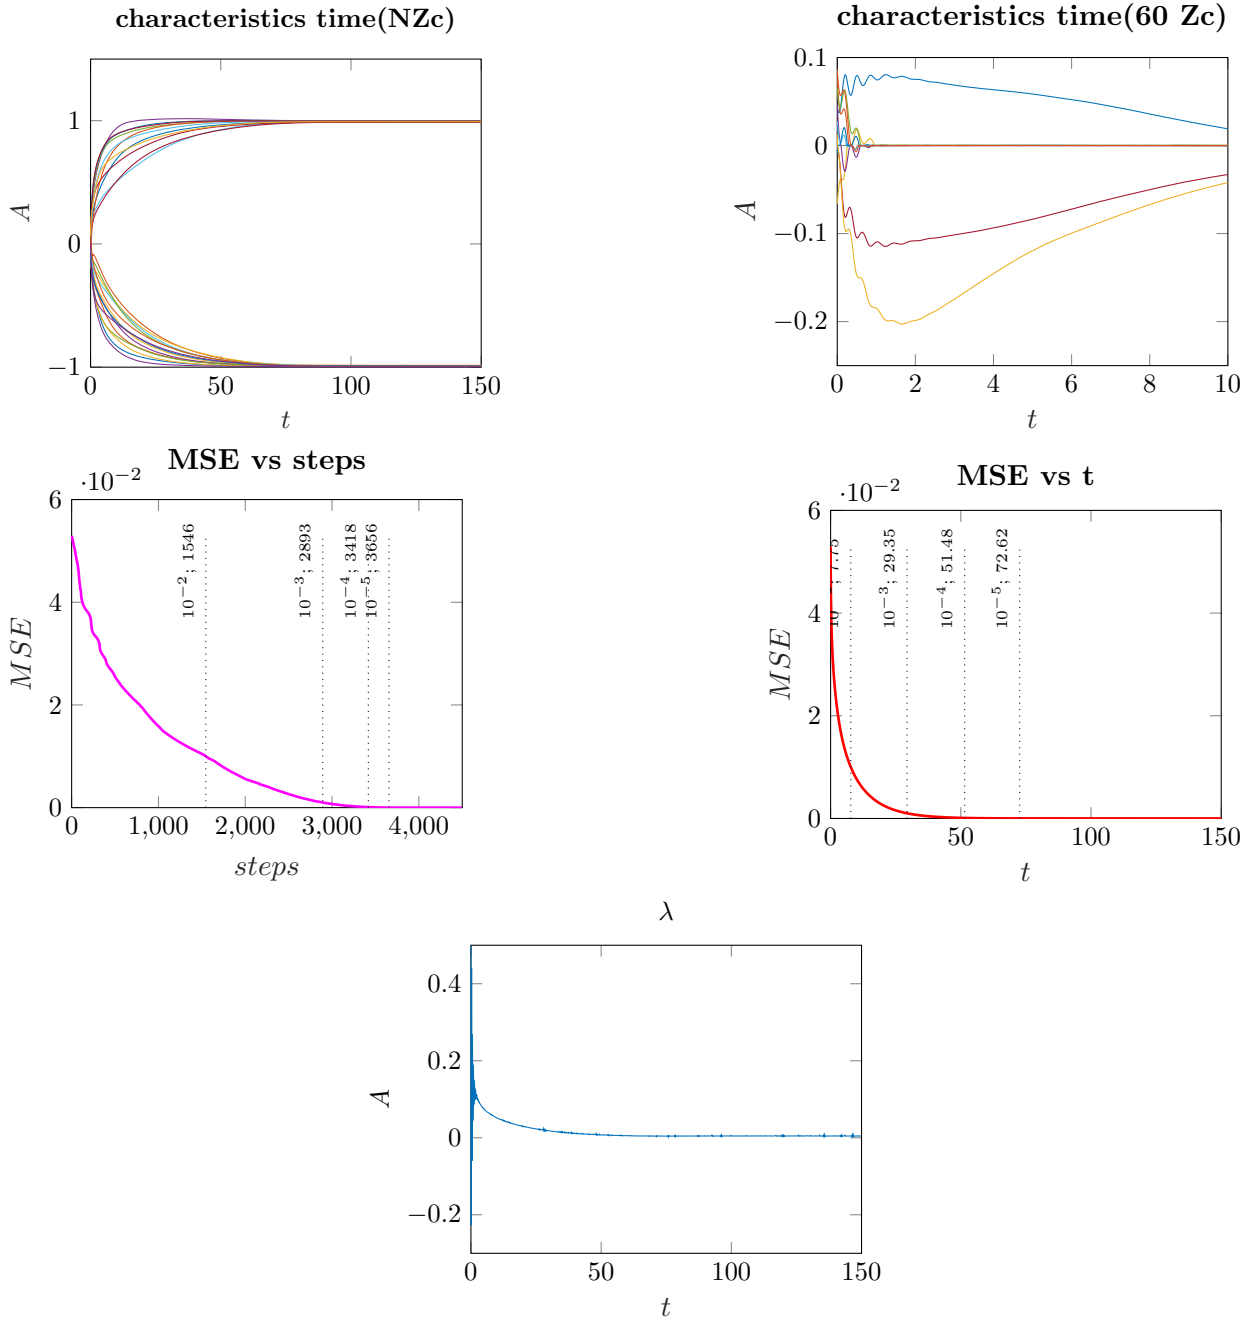 characteristics time(NZc)
A
1
0
−1
0 50 100 150
t
characteristics time(60 Zc)
A
0.1
0
−0.1
−0.2
0 2 4 6 8 10
t
MSE vs steps
·10−2
MSE
6
4
2
0
10−2; 1546
10−3; 2893
10−4; 3418
10−5; 3656
0 1,000 2,000 3,000 4,000
steps
MSE vs t
·10−2
MSE
6
4
2
0
; 7.75
10−3; 29.35
10−4; 51.48
10−5; 72.62
0 50 100 150
t
λ
A
0.4
0.2
0
−0.2
0 50 100 150
t